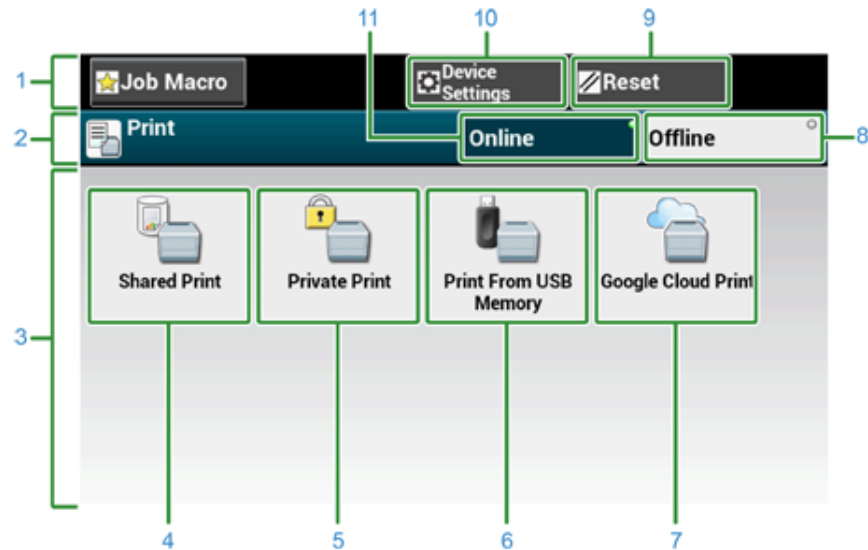 11 10 9
1 Job Macro Device
Settings Reset
2 Print Online Offline 8
3
Shared Print Private Print Print From USB
Memory Google Cloud Print
4 5 6 7